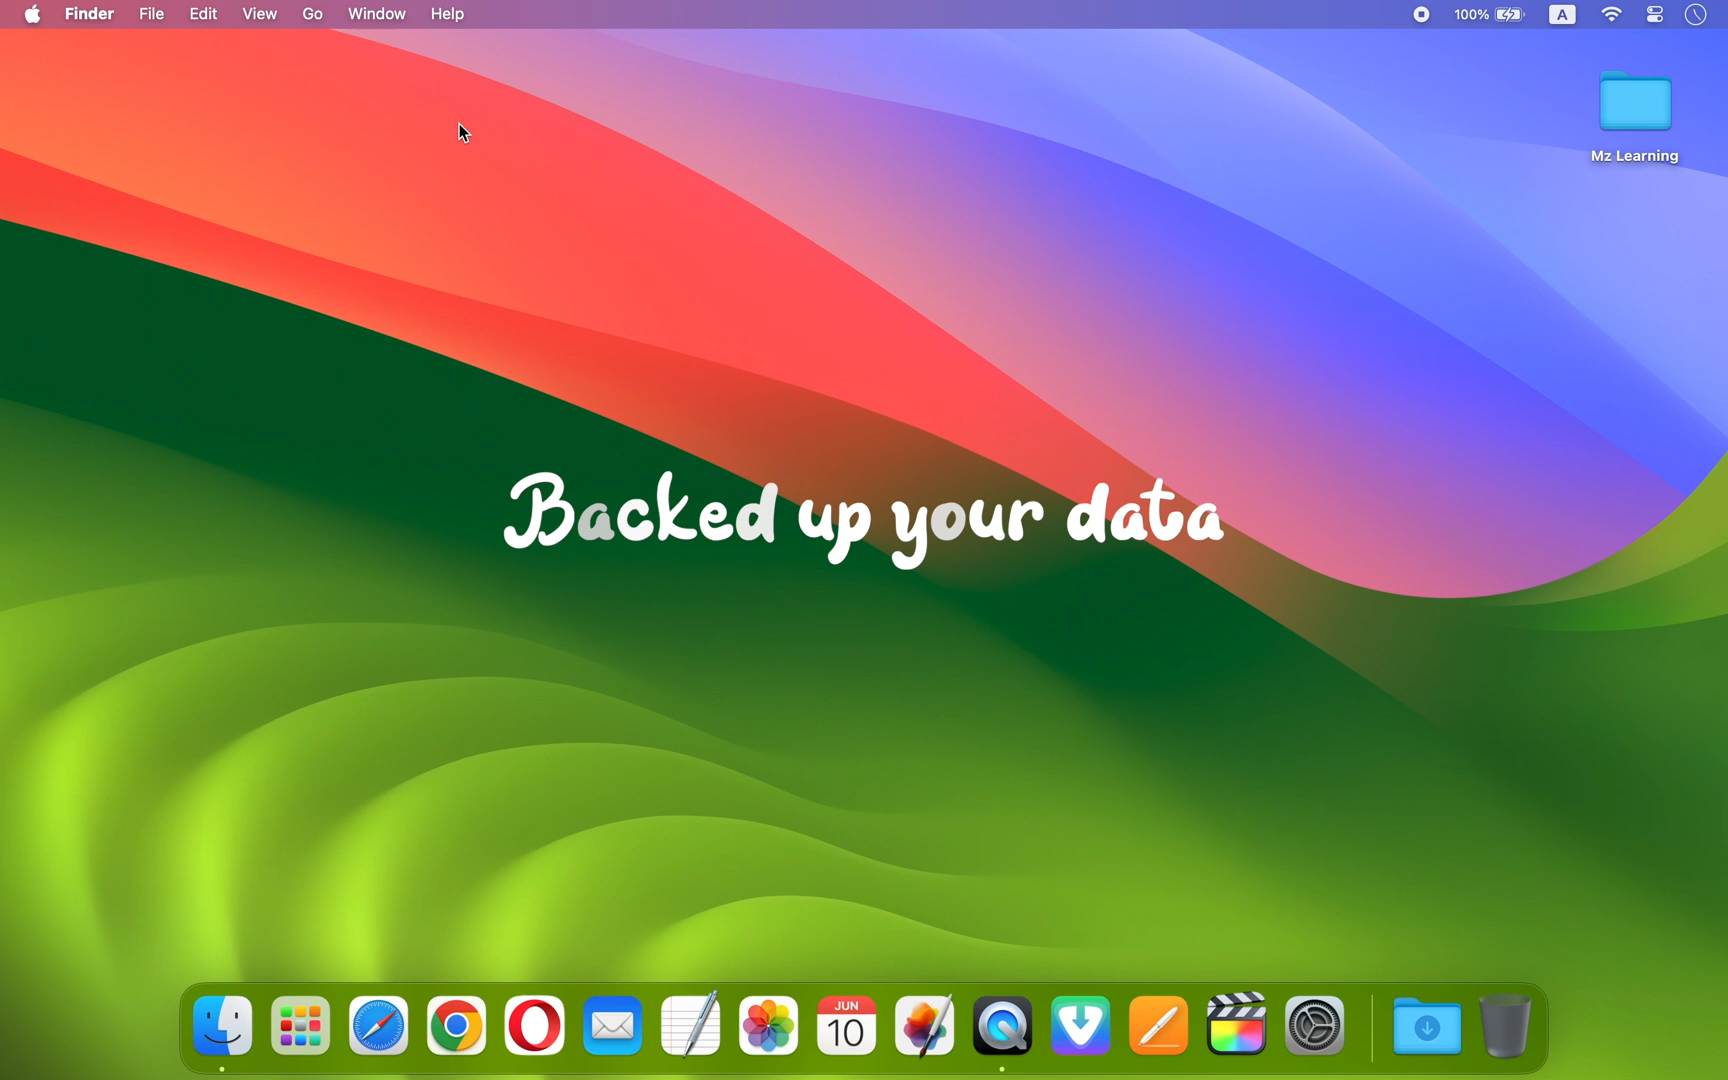 Finder File Edit View Go Window Help 100% A
Mz Learning
Backed up your data
JUN
10